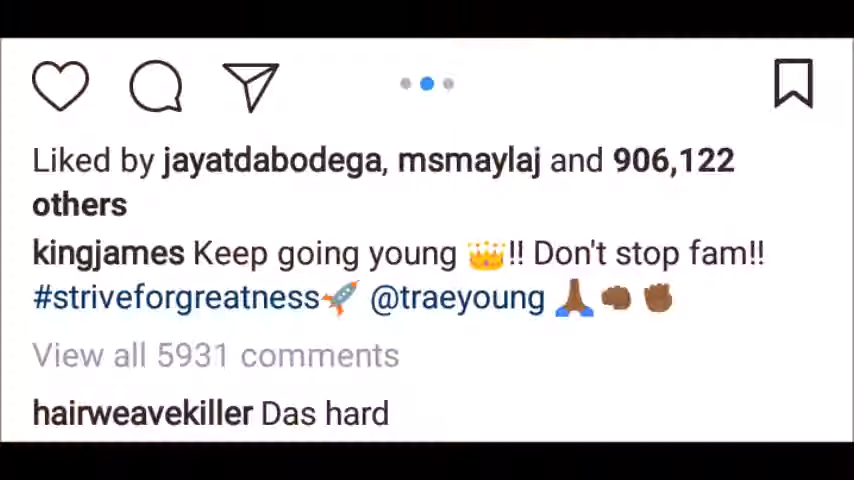 Liked by jayatdabodega, msmaylaj and 906,122
others
kingjames Keep going young 👑!! Don't stop fam!!
#striveforgreatness🚀 @traeyoung 🙏🏾👊🏾✊🏾
View all 5931 comments
hairweavekiller Das hard